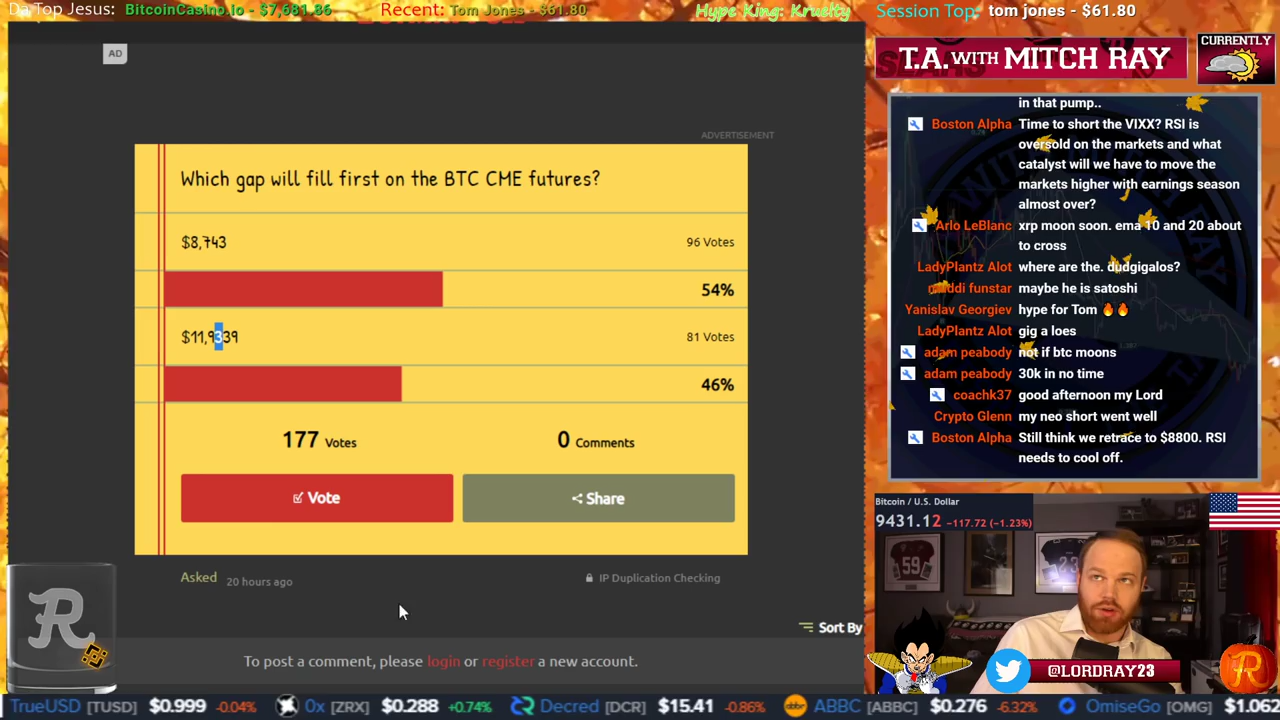 Da Top Jesus: BitcoinCasino.io - $7,681.86
Recent: Tom Jones - $61.80
Hype King: Kruelty
Session Top: tom jones - $61.80
AD
ADVERTISEMENT
Which gap will fill first on the BTC CME futures?
$8,743
96 Votes
54%
$11,9339
81 Votes
46%
177 Votes
0 Comments
Vote
Share
Asked 20 hours ago
IP Duplication Checking
Sort By
To post a comment, please login or register a new account.
T.A. WITH MITCH RAY
CURRENTLY
in that pump..
Boston Alpha Time to short the VIXX? RSI is
oversold on the markets and what
catalyst will we have to move the
markets higher with earnings season
almost over?
Arlo LeBlanc xrp moon soon. ema 10 and 20 about
to cross
LadyPlantz Alot where are the. dudgigalos?
muddi funstar maybe he is satoshi
Yanislav Georgiev hype for Tom 🔥🔥
LadyPlantz Alot gig a loes
adam peabody not if btc moons
adam peabody 30k in no time
coachk37 good afternoon my Lord
Crypto Glenn my neo short went well
Boston Alpha Still think we retrace to $8800. RSI
needs to cool off.
Bitcoin / U.S. Dollar
9431.12 -117.72 (-1.23%)
59
23
@LORDRAY23
R
R
TrueUSD [TUSD] $0.999 -0.04% 0x [ZRX] $0.288 +0.74% Decred [DCR] $15.41 -0.86% ABBC [ABBC] $0.276 -6.32% OmiseGo [OMG] $1.062